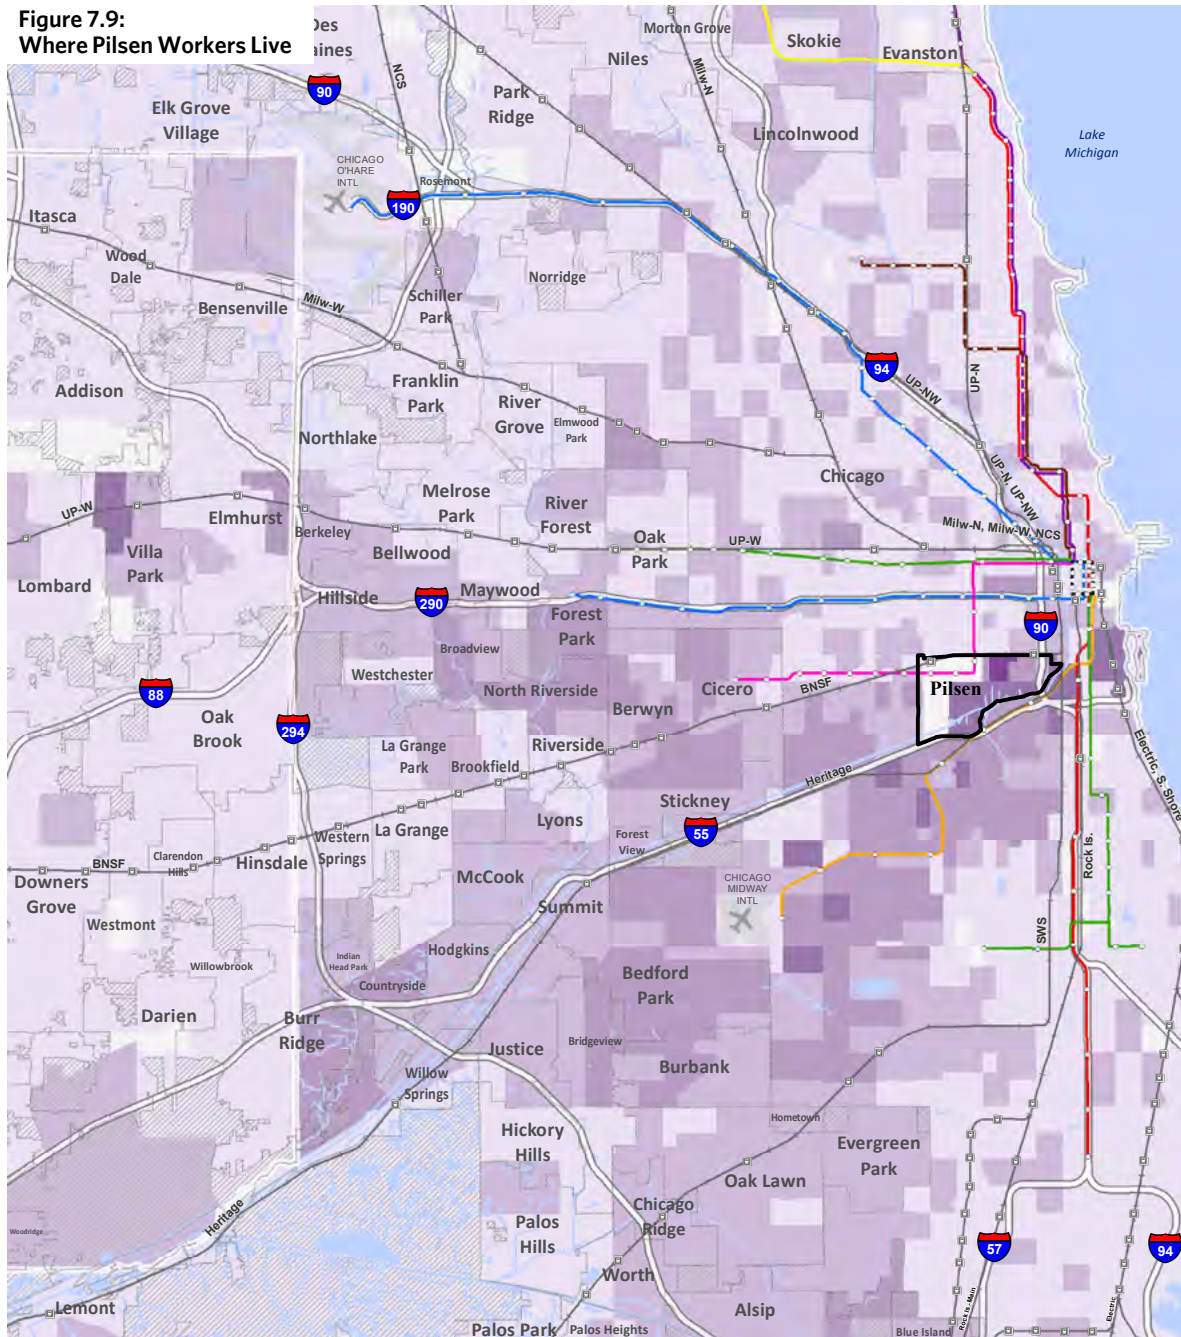 Figure 7.9:
Where Pilsen Workers Live
Des
aines
Niles
Morton Grove
Skokie
Evanston
NCS
Milw-N
90
Park
Ridge
Elk Grove
Village
Lincolnwood
Lake
Michigan
CHICAGO
O'HARE
INTL
Rosemont
190
Itasca
Wood
Dale
Norridge
Bensenville
Milw-W
Schiller
Park
94
UP-NW
UP-N
Addison
Franklin
Park
River
Grove
Elmwood
Park
Northlake
Chicago
UP-N, UP-NW
Melrose
Park
River
Forest
UP-W
Elmhurst
Berkeley
Milw-N, Milw-W, NCS
Oak
Park
UP-W
Villa
Park
Bellwood
Lombard
Hillside
290
Maywood
Forest
Park
90
Broadview
Westchester
North Riverside
Cicero
BNSF
Pilsen
88
Oak
Brook
294
Berwyn
La Grange
Park
Riverside
Brookfield
Electric, S. Shore
Heritage
Stickney
Lyons
55
La Grange
Western
Springs
Forest
View
Clarendon
Hills
Hinsdale
BNSF
Rock Is.
Downers
Grove
McCook
CHICAGO
MIDWAY
INTL
Summit
Westmont
SWS
Hodgkins
Willowbrook
Indian
Head Park
Countryside
Bedford
Park
Darien
Burr
Ridge
Justice
Bridgeview
Burbank
Willow
Springs
Hometown
Hickory
Hills
Evergreen
Park
Oak Lawn
Heritage
Chicago
Ridge
Woodridge
Palos
Hills
57
94
Worth
Lemont
Alsip
Rock Is.-Main
Electric
Palos Park
Palos Heights
Blue Island